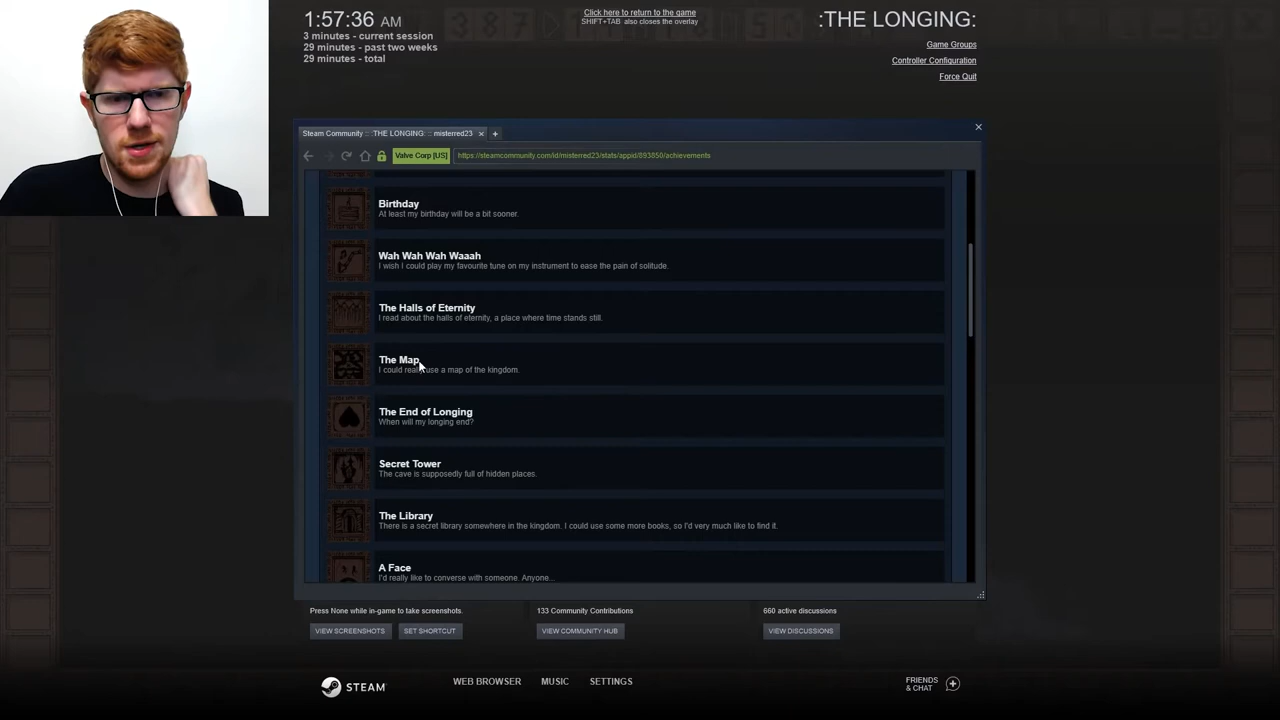 1:57:36 AM
3 minutes - current session
29 minutes - past two weeks
29 minutes - total
Click here to return to the game
SHIFT+TAB also closes the overlay
:THE LONGING:
Game Groups
Controller Configuration
Force Quit
Steam Community :: :THE LONGING: :: misterred23
Valve Corp [US]
https://steamcommunity.com/id/misterred23/stats/appid/893850/achievements
Birthday
At least my birthday will be a bit sooner.
Wah Wah Wah Waaah
I wish I could play my favourite tune on my instrument to ease the pain of solitude.
The Halls of Eternity
I read about the halls of eternity, a place where time stands still.
The Map
I could really use a map of the kingdom.
The End of Longing
When will my longing end?
Secret Tower
The cave is supposedly full of hidden places.
The Library
There is a secret library somewhere in the kingdom. I could use some more books, so I'd very much like to find it.
A Face
I'd really like to converse with someone. Anyone...
Press None while in-game to take screenshots.
133 Community Contributions
660 active discussions
VIEW SCREENSHOTS
SET SHORTCUT
VIEW COMMUNITY HUB
VIEW DISCUSSIONS
STEAM
WEB BROWSER
MUSIC
SETTINGS
FRIENDS
& CHAT